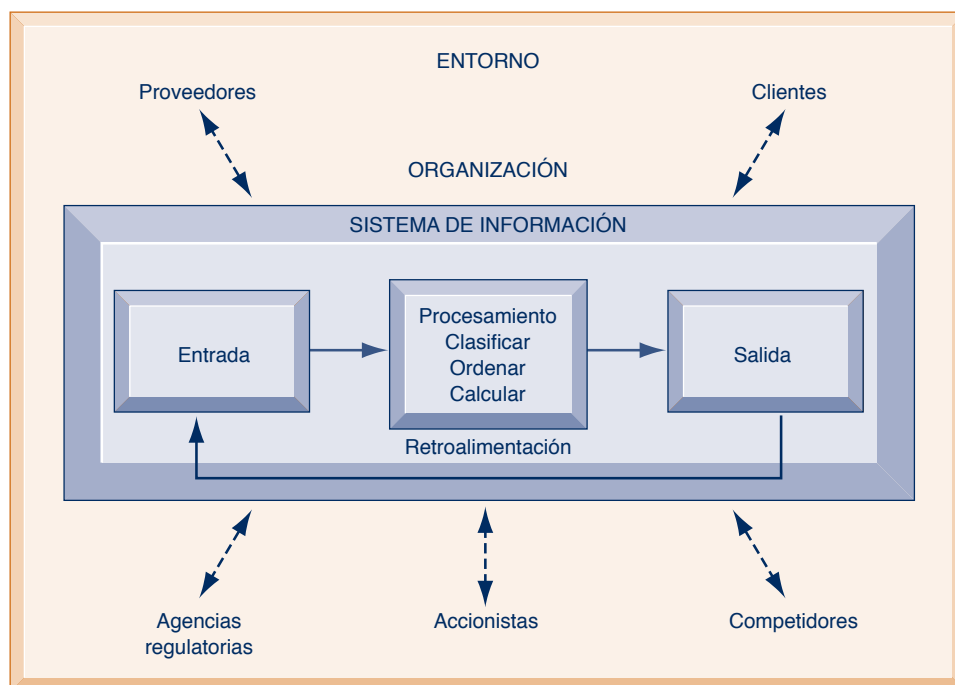 ENTORNO
Proveedores
Clientes
ORGANIZACIÓN
SISTEMA DE INFORMACIÓN
Entrada
Procesamiento
Clasificar
Ordenar
Calcular
Salida
Retroalimentación
Agencias
regulatorias
Accionistas
Competidores